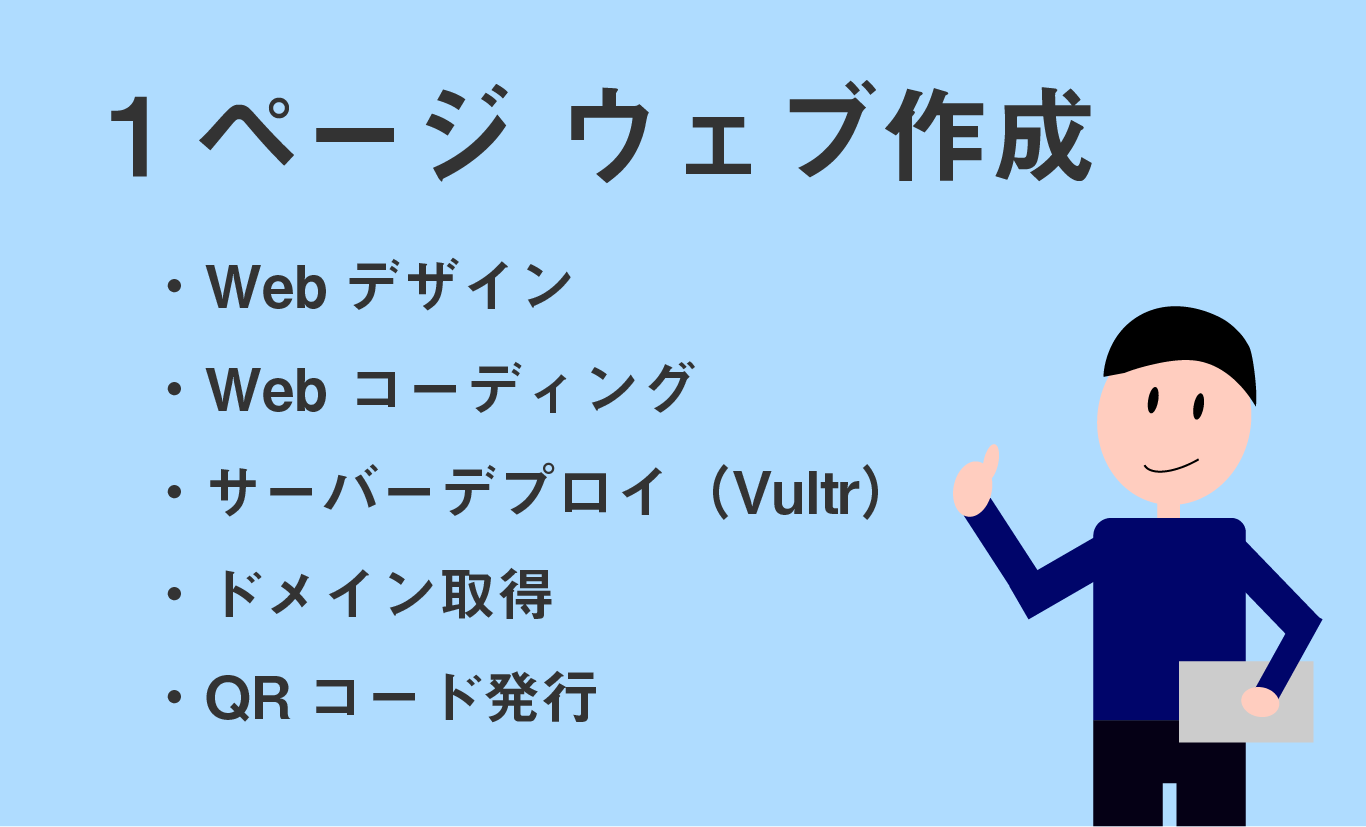 1ページ ウェブ作成
・Web デザイン
・Web コーディング
・サーバーデプロイ（Vultr）
・ドメイン取得
・QR コード発行